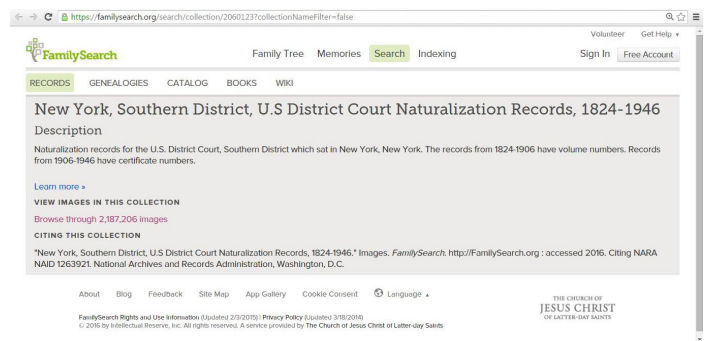 https://familysearch.org/search/collection/2060123?collectionNameFilter=false
Volunteer Get Help
FamilySearch Family Tree Memories Search Indexing Sign In Free Account
RECORDS GENEALOGIES CATALOG BOOKS WIKI
New York, Southern District, U.S District Court Naturalization Records, 1824-1946
Description
Naturalization records for the U.S. District Court, Southern District which sat in New York, New York. The records from 1824-1906 have volume numbers. Records
from 1906-1946 have certificate numbers.
Learn more »
VIEW IMAGES IN THIS COLLECTION
Browse through 2,187,206 images
CITING THIS COLLECTION
"New York, Southern District, U.S District Court Naturalization Records, 1824-1946." Images. FamilySearch. http://FamilySearch.org : accessed 2016. Citing NARA
NAID 1263921. National Archives and Records Administration, Washington, D.C.
About Blog Feedback Site Map App Gallery Cookie Consent Language
THE CHURCH OF
JESUS CHRIST
OF LATTER-DAY SAINTS
FamilySearch Rights and Use Information (Updated 2/3/2015) | Privacy Policy (Updated 3/18/2014)
© 2016 by Intellectual Reserve, Inc. All rights reserved. A service provided by The Church of Jesus Christ of Latter-day Saints